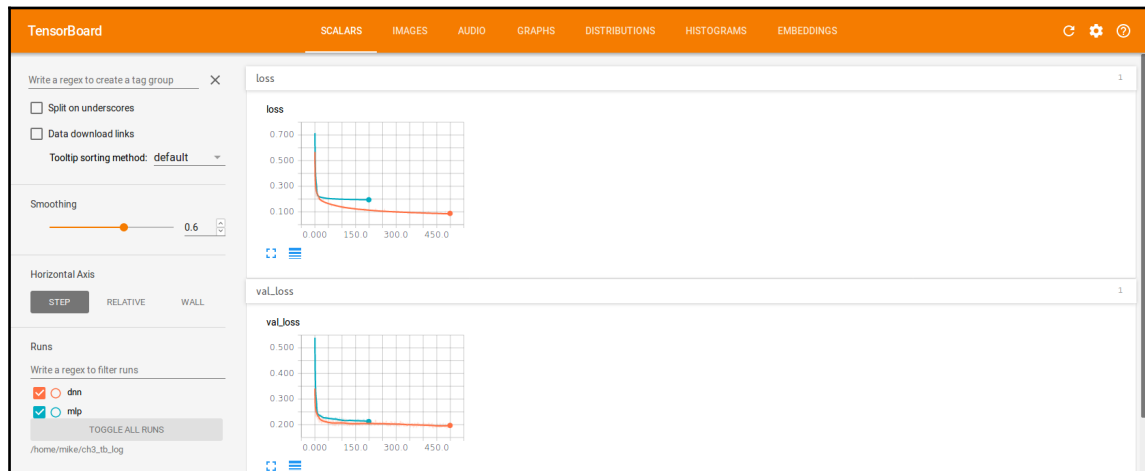 TensorBoard SCALARS IMAGES AUDIO GRAPHS DISTRIBUTIONS HISTOGRAMS EMBEDDINGS
Write a regex to create a tag group
Split on underscores
Data download links
Tooltip sorting method: default
Smoothing
0.6
Horizontal Axis
STEP RELATIVE WALL
Runs
Write a regex to filter runs
dnn
mlp
TOGGLE ALL RUNS
/home/mike/ch3_tb_log
loss 1
loss
0.700
0.500
0.300
0.100
0.000 150.0 300.0 450.0
val_loss 1
val_loss
0.500
0.400
0.300
0.200
0.000 150.0 300.0 450.0